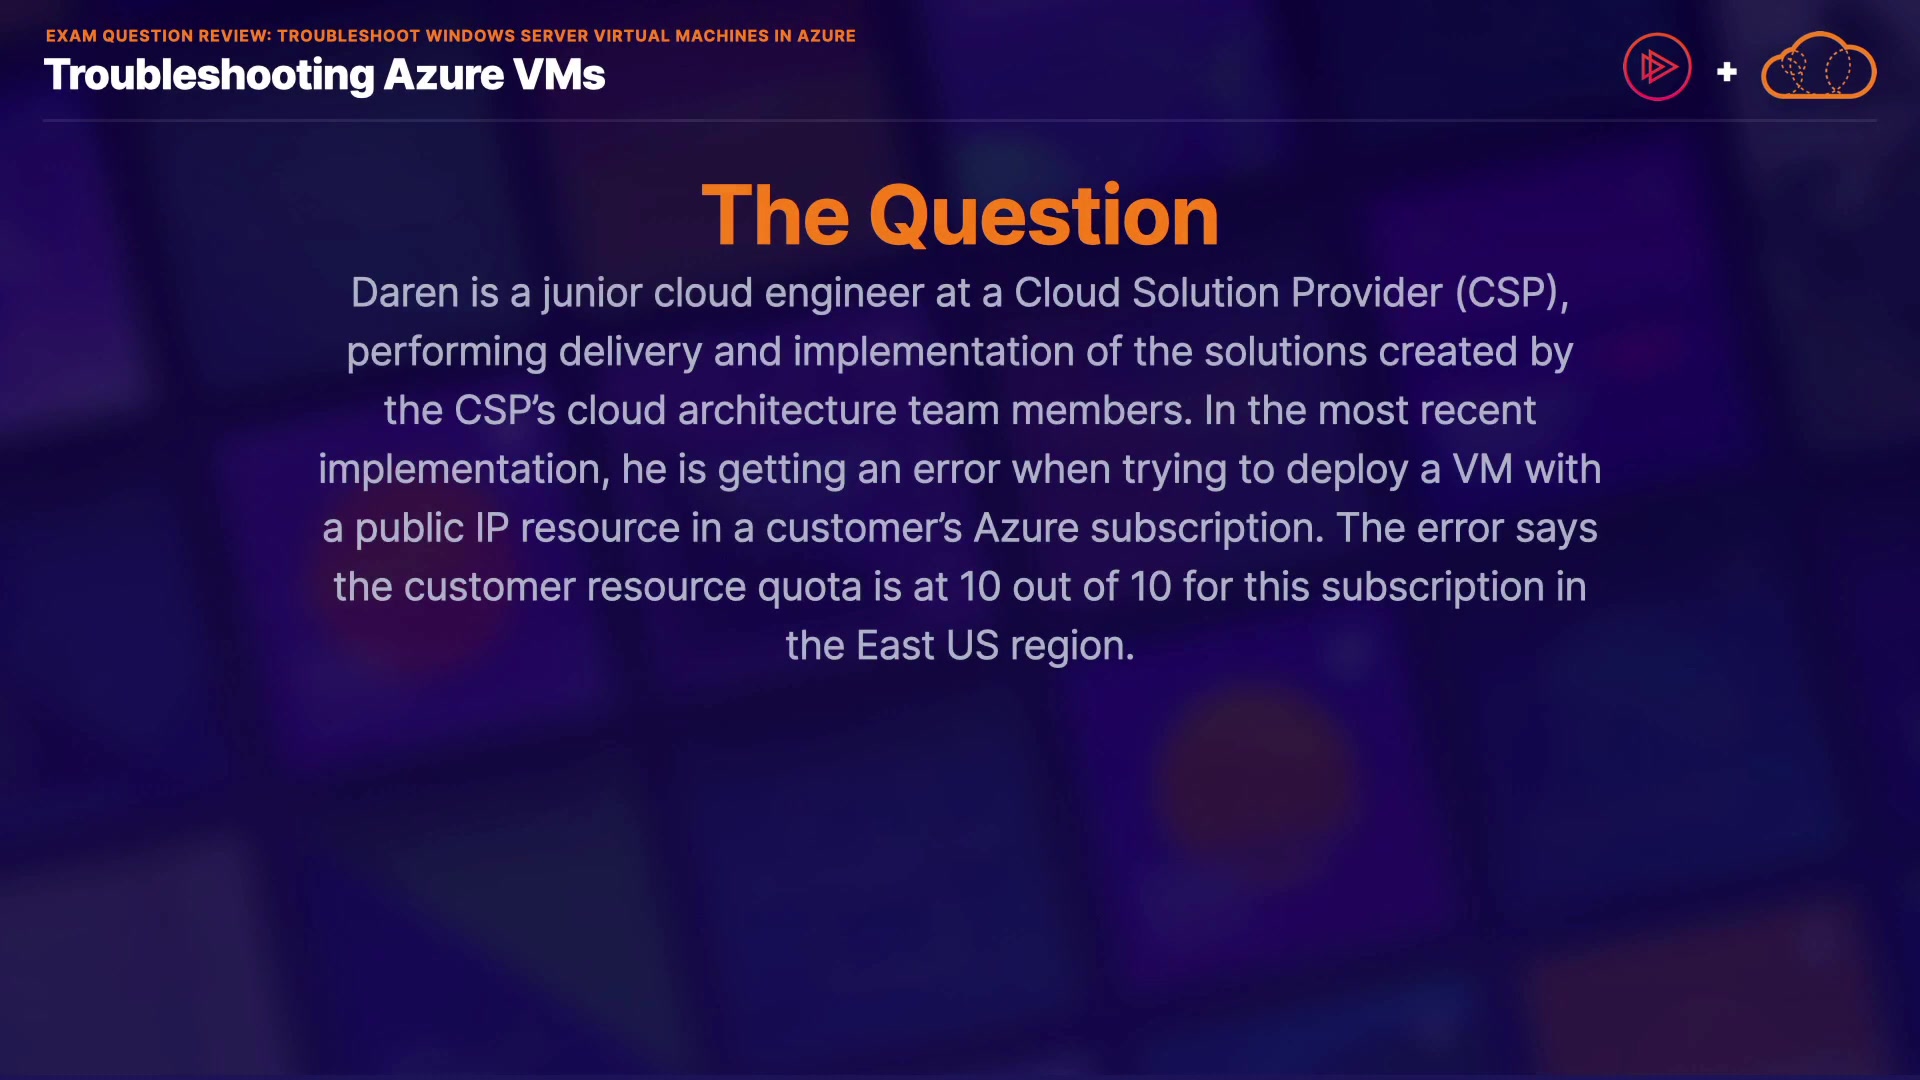 EXAM QUESTION REVIEW: TROUBLESHOOT WINDOWS SERVER VIRTUAL MACHINES IN AZURE
Troubleshooting Azure VMs
+
The Question
Daren is a junior cloud engineer at a Cloud Solution Provider (CSP),
performing delivery and implementation of the solutions created by
the CSP’s cloud architecture team members. In the most recent
implementation, he is getting an error when trying to deploy a VM with
a public IP resource in a customer’s Azure subscription. The error says
the customer resource quota is at 10 out of 10 for this subscription in
the East US region.